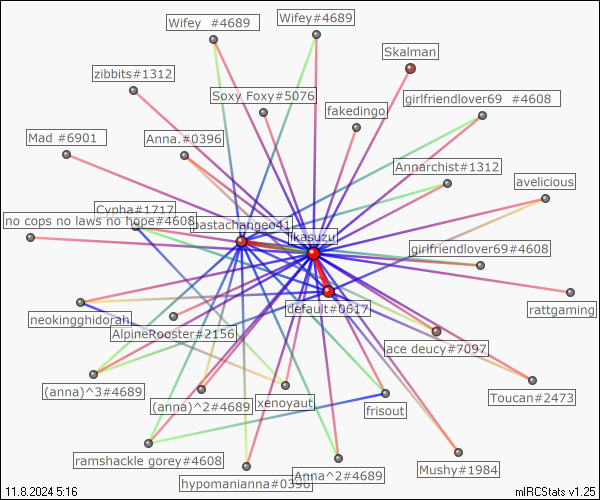 Wifey #4689
Wifey#4689
Skalman
zibbits#1312
Soxy Foxy#5076
girlfriendlover69 #4608
fakedingo
Mad #6901
Anna.#0396
Annarchist#1312
avelicious
Cypha#1717
no cops no laws no hope#4608
pastachangeo41
ikasuzu
girlfriendlover69#4608
rattgaming
default#0617
neokingghidorah
AlpineRooster#2156
ace deucy#7097
(anna)^3#4689
(anna)^2#4689
xenoyaut
frisout
Toucan#2473
ramshackle gorey#4608
Anna^2#4689
Mushy#1984
hypomanianna#0396
11.8.2024 5:16
mIRCStats v1.25